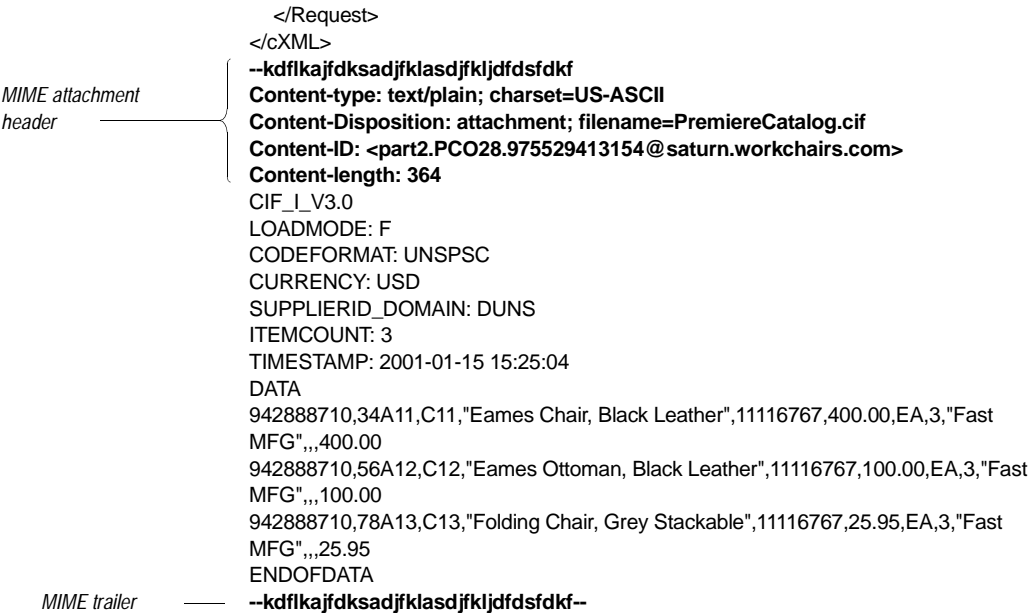 </Request>
</cXML>
--kdflkajfdksadjfklasdjfkljdfdsfdkf
MIME attachment
header
Content-type: text/plain; charset=US-ASCII
Content-Disposition: attachment; filename=PremiereCatalog.cif
Content-ID: <part2.PCO28.975529413154@saturn.workchairs.com>
Content-length: 364
CIF_I_V3.0
LOADMODE: F
CODEFORMAT: UNSPSC
CURRENCY: USD
SUPPLIERID_DOMAIN: DUNS
ITEMCOUNT: 3
TIMESTAMP: 2001-01-15 15:25:04
DATA
942888710,34A11,C11,"Eames Chair, Black Leather",11116767,400.00,EA,3,"Fast
MFG",,,400.00
942888710,56A12,C12,"Eames Ottoman, Black Leather",11116767,100.00,EA,3,"Fast
MFG",,,100.00
942888710,78A13,C13,"Folding Chair, Grey Stackable",11116767,25.95,EA,3,"Fast
MFG",,,25.95
ENDOFDATA
MIME trailer
--kdflkajfdksadjfklasdjfkljdfdsfdkf--